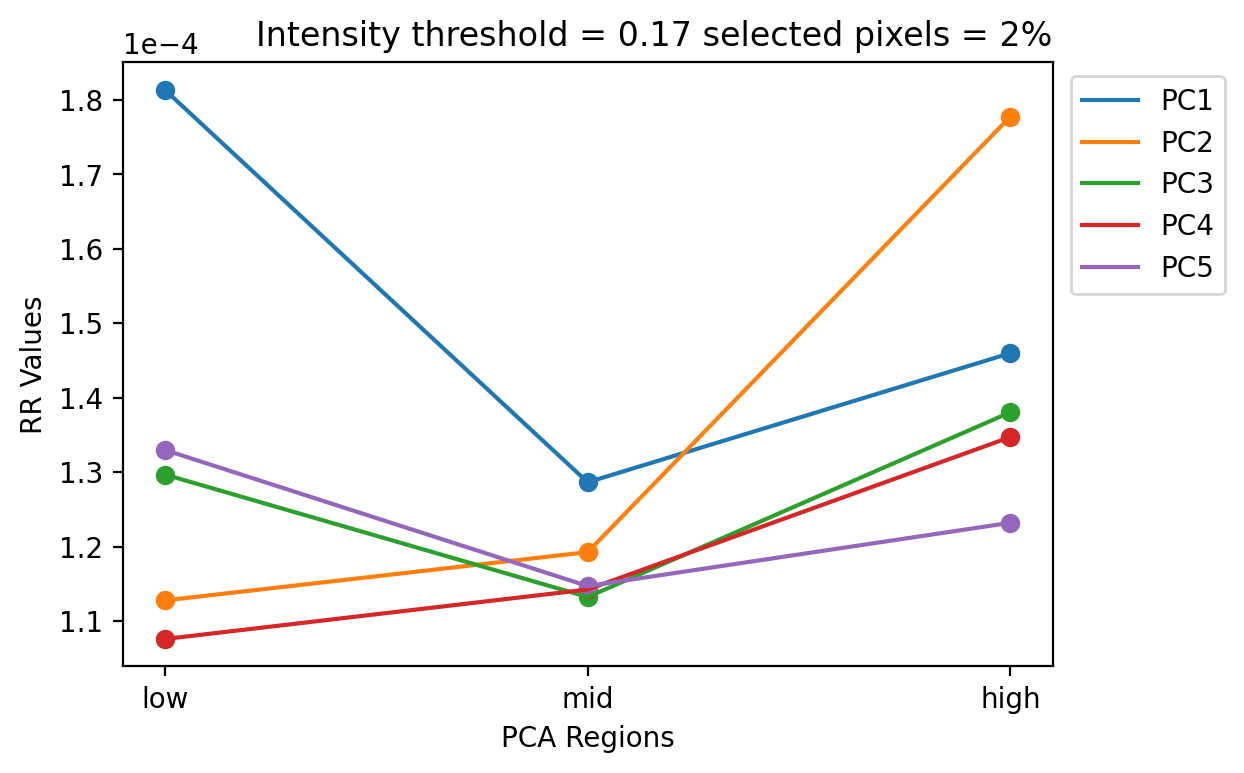 Intensity threshold = 0.17 selected pixels = 2%
1e−4
1.8
1.7
1.6
1.5
1.4
1.3
1.2
1.1
RR Values
low
mid
high
PCA Regions
PC1
PC2
PC3
PC4
PC5